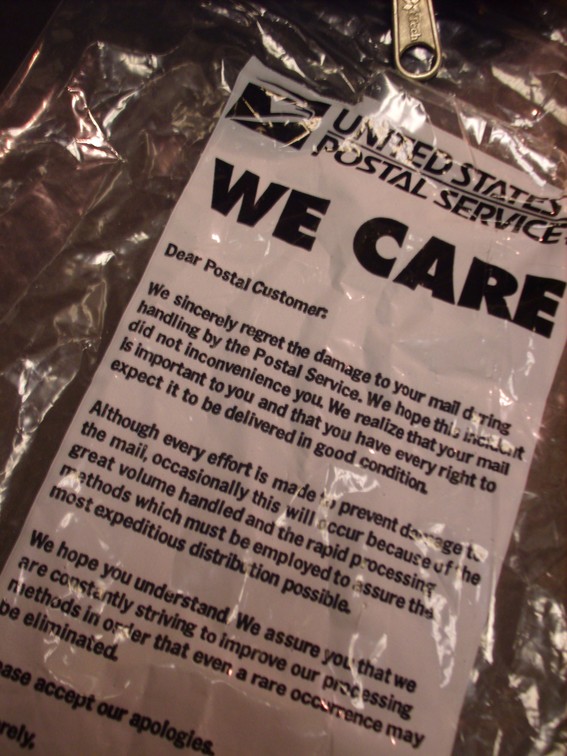 UNITED STATES
POSTAL SERVICE
WE CARE
Dear Postal Customer:
We sincerely regret the damage to your mail during
handling by the Postal Service. We hope this incident
did not inconvenience you. We realize that your mail
is important to you and that you have every right to
expect it to be delivered in good condition.
Although every effort is made to prevent damage to
the mail, occasionally this will occur because of the
great volume handled and the rapid processing
methods which must be employed to assure the
most expeditious distribution possible.
We hope you understand. We assure you that we
are constantly striving to improve our processing
methods in order that even a rare occurrence may
be eliminated.
ease accept our apologies.
rely,